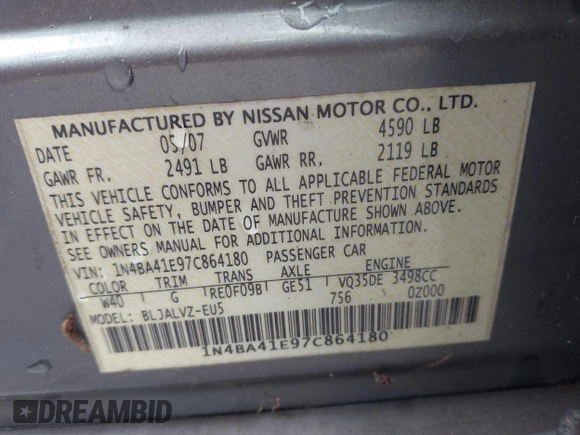 MANUFACTURED BY NISSAN MOTOR CO., LTD.
DATE 05/07 GVWR 4590 LB
GAWR FR. 2491 LB GAWR RR. 2119 LB
THIS VEHICLE CONFORMS TO ALL APPLICABLE FEDERAL MOTOR
VEHICLE SAFETY, BUMPER AND THEFT PREVENTION STANDARDS
IN EFFECT ON THE DATE OF MANUFACTURE SHOWN ABOVE.
SEE OWNERS MANUAL FOR ADDITIONAL INFORMATION.
VIN: 1N4BA41E97C864180 PASSENGER CAR
COLOR TRIM TRANS AXLE ENGINE
W40 G RE0F09B GE51 VQ35DE 3498CC
MODEL BLJALVZ-EU5 756 0Z000
1N4BA41E97C864180
DREAMBID